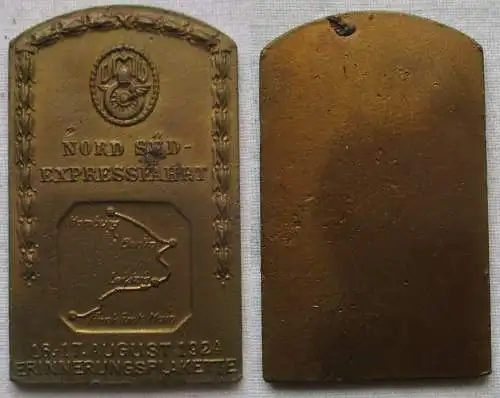 NORD SÜD-
EXPRESSFAHRT
Hamburg
Berlin
Leipzig
Frankfurt Main
16-17. AUGUST 1924
ERINNERUNGSPLAKETTE